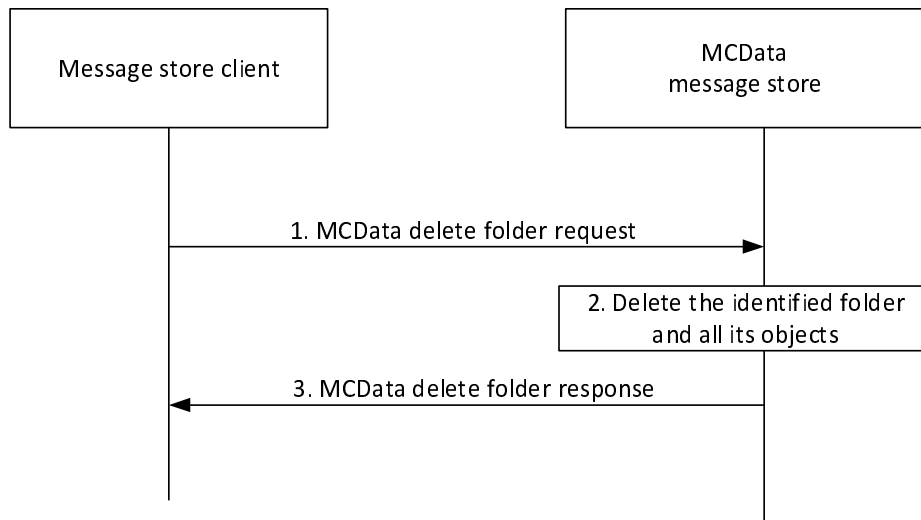 Message store client
MCData
message store
1. MCData delete folder request
2. Delete the identified folder
and all its objects
3. MCData delete folder response